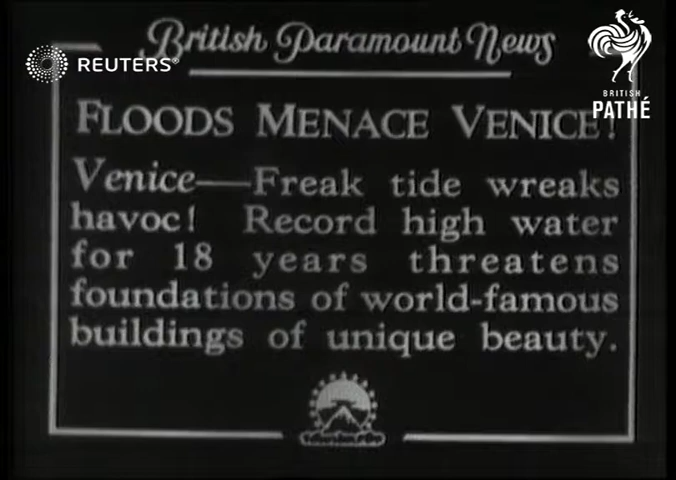 British Paramount News
REUTERS®
BRITISH
PATHÉ
FLOODS MENACE VENICE!
Venice—Freak tide wreaks
havoc! Record high water
for 18 years threatens
foundations of world-famous
buildings of unique beauty.